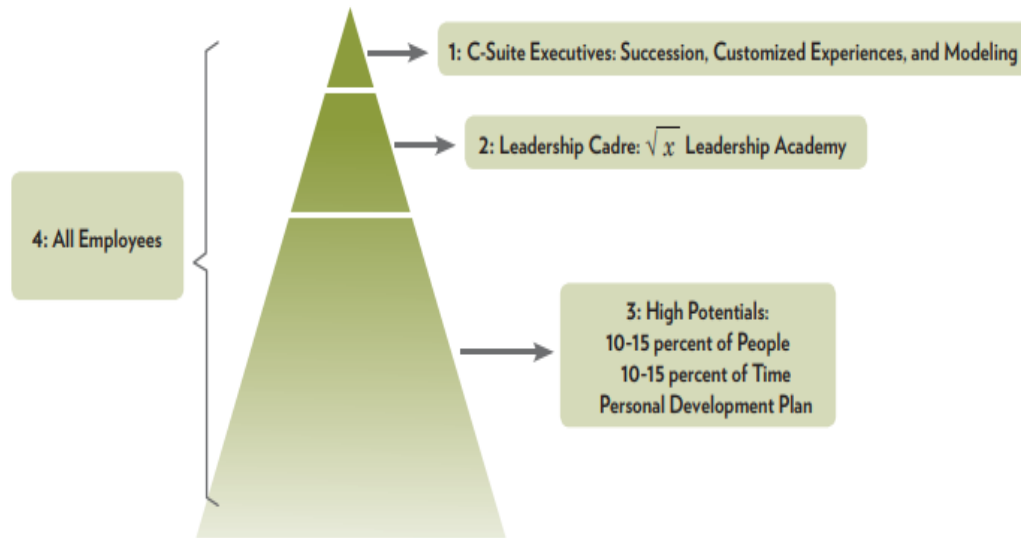 1: C-Suite Executives: Succession, Customized Experiences, and Modeling
2: Leadership Cadre: √x Leadership Academy
4: All Employees
3: High Potentials:
10-15 percent of People
10-15 percent of Time
Personal Development Plan